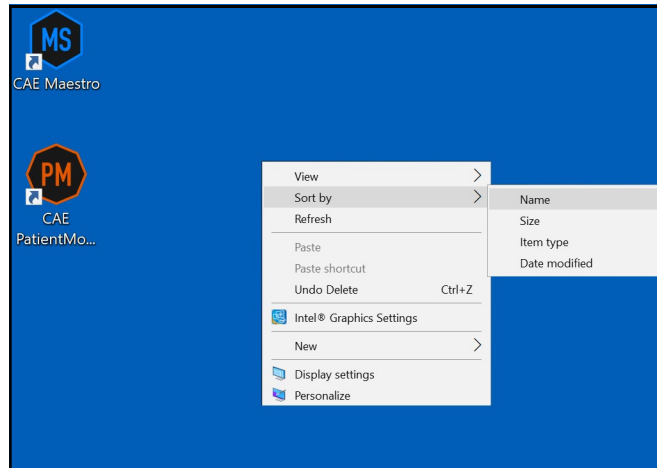 MS
CAE Maestro
PM
CAE
PatientMo...
View
Sort by
Refresh
Paste
Paste shortcut
Undo Delete Ctrl+Z
Intel® Graphics Settings
New
Display settings
Personalize
Name
Size
Item type
Date modified